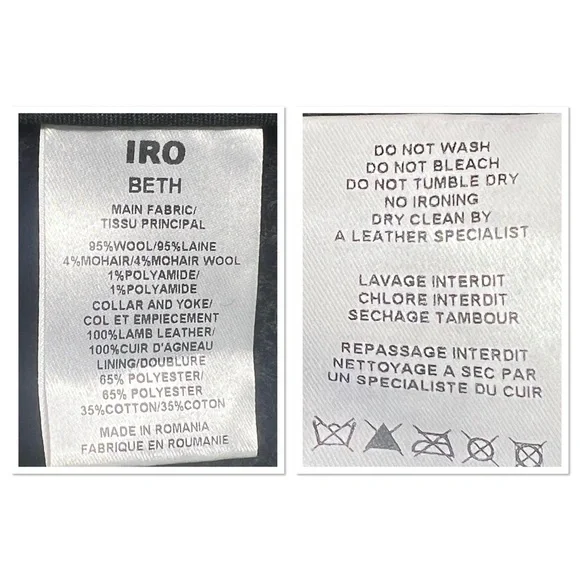 IRO
BETH
MAIN FABRIC/
TISSU PRINCIPAL
95%WOOL/95%LAINE
4%MOHAIR/4%MOHAIR WOOL
1%POLYAMIDE/
1%POLYAMIDE
COLLAR AND YOKE/
COL ET EMPIECEMENT
100%LAMB LEATHER/
100%CUIR D'AGNEAU
LINING/DOUBLURE
65% POLYESTER/
65% POLYESTER
35%COTTON/35%COTON
MADE IN ROMANIA
FABRIQUE EN ROUMANIE
DO NOT WASH
DO NOT BLEACH
DO NOT TUMBLE DRY
NO IRONING
DRY CLEAN BY
A LEATHER SPECIALIST
LAVAGE INTERDIT
CHLORE INTERDIT
SECHAGE TAMBOUR
REPASSAGE INTERDIT
NETTOYAGE A SEC PAR
UN SPECIALISTE DU CUIR